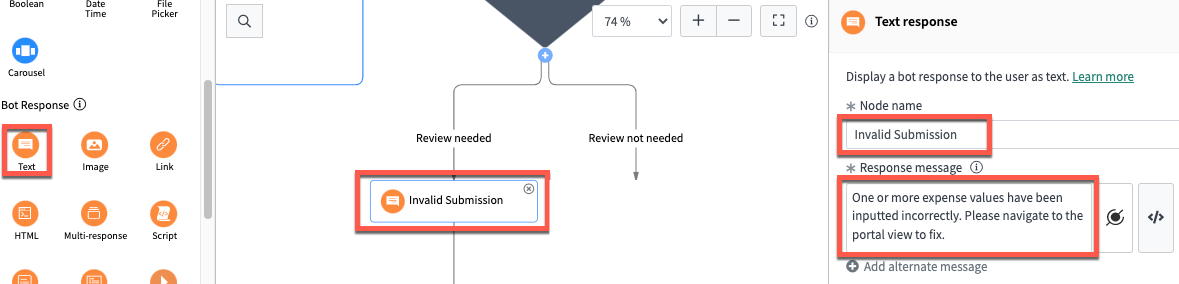 Boolean
Date
Time
File
Picker
Carousel
Bot Response
Text
Image
Link
HTML
Multi-response
Script
74 %
Review needed
Review not needed
Invalid Submission
Text response
Display a bot response to the user as text. Learn more
Node name
Invalid Submission
Response message
One or more expense values have been
inputted incorrectly. Please navigate to the
portal view to fix.
</>
Add alternate message